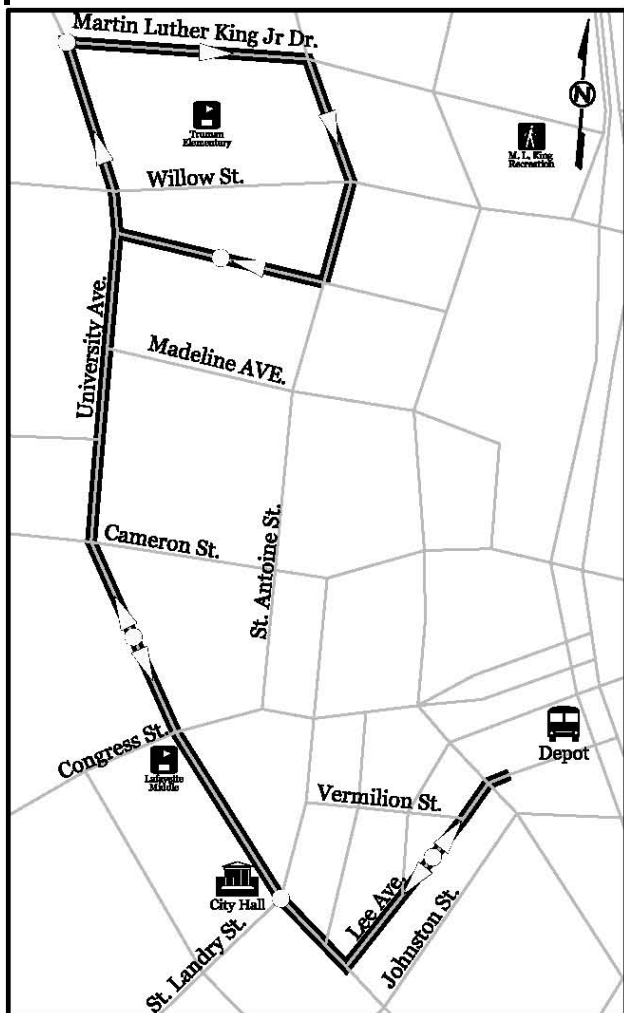 Martin Luther King Jr Dr.
N
Truman
Elementary
M. L. King
Recreation
Willow St.
University Ave.
Madeline AVE.
Cameron St.
St. Antoine St.
Congress St.
Lafayette
Middle
Depot
Vermilion St.
City Hall
Lee Ave.
St. Landry St.
Johnston St.